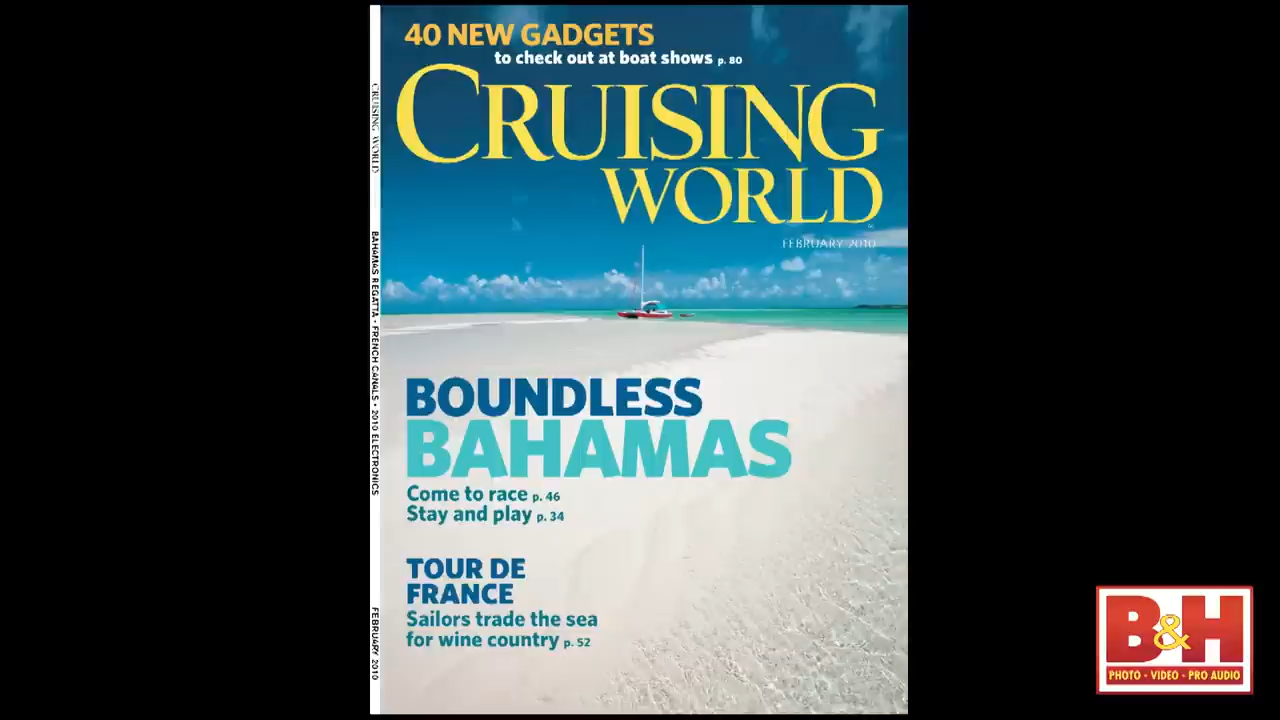 40 NEW GADGETS
to check out at boat shows p. 80
CRUISING
WORLD
FEBRUARY 2010
BOUNDLESS
BAHAMAS
Come to race p. 46
Stay and play p. 34
TOUR DE
FRANCE
Sailors trade the sea
for wine country p. 52
CRUISING WORLD
BAHAMAS REGATTA • FRENCH CANALS • 2010 ELECTRONICS
FEBRUARY 2010
B&H
PHOTO • VIDEO • PRO AUDIO